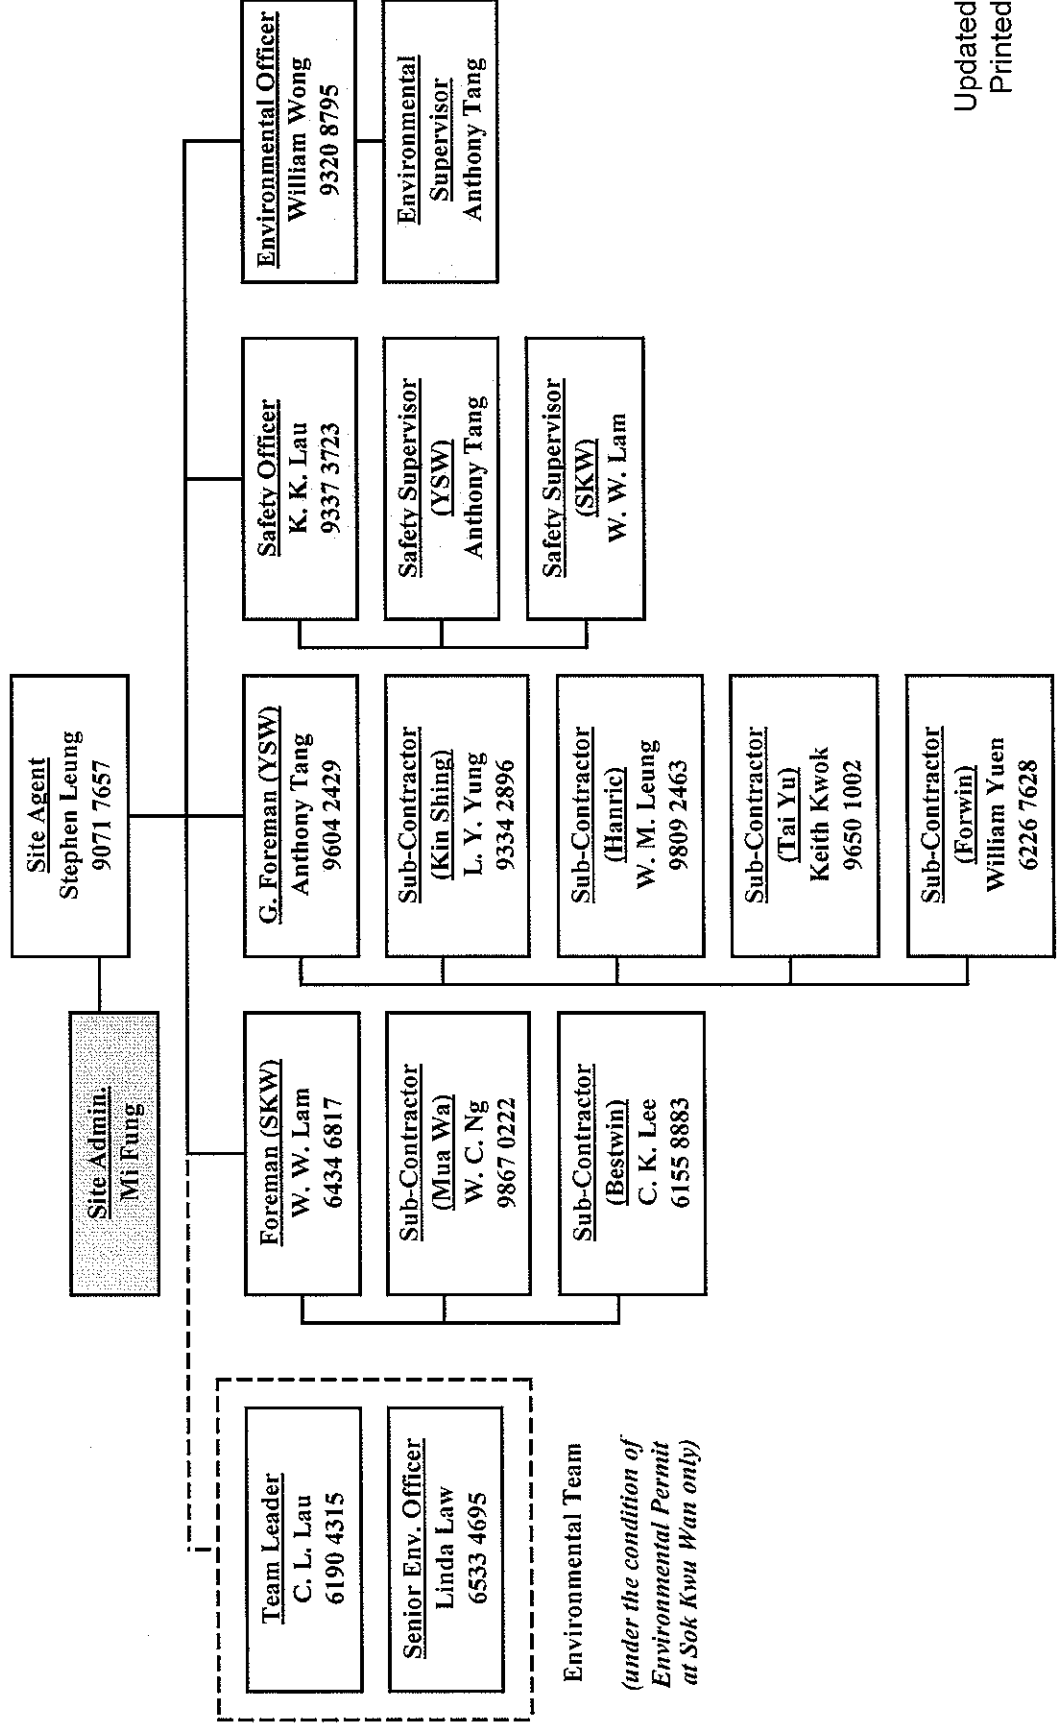 Site Agent
Stephen Leung
9071 7657
Site Admin.
Mi Fung
Team Leader
C. L. Lau
6190 4315
Senior Env. Officer
Linda Law
6533 4695
Environmental Team
(under the condition of
Environmental Permit
at Sok Kwu Wan only)
Foreman (SKW)
W. W. Lam
6434 6817
Sub-Contractor
(Mua Wa)
W. C. Ng
9867 0222
Sub-Contractor
(Bestwin)
C. K. Lee
6155 8883
G. Foreman (YSW)
Anthony Tang
9604 2429
Sub-Contractor
(Kin Shing)
L. Y. Yung
9334 2896
Sub-Contractor
(Hanric)
W. M. Leung
9809 2463
Sub-Contractor
(Tai Yu)
Keith Kwok
9650 1002
Sub-Contractor
(Forwin)
William Yuen
6226 7628
Safety Officer
K. K. Lau
9337 3723
Safety Supervisor
(YSW)
Anthony Tang
Safety Supervisor
(SKW)
W. W. Lam
Environmental Officer
William Wong
9320 8795
Environmental
Supervisor
Anthony Tang
Updated
Printed